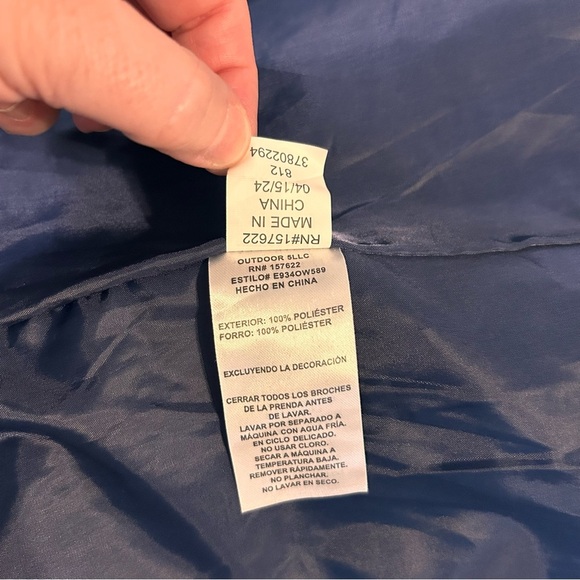 RN#157622
MADE IN
CHINA
04/15/24
812
37802294
OUTDOOR 5LLC
RN# 157622
ESTILO# E934OW589
HECHO EN CHINA
EXTERIOR: 100% POLIÉSTER
FORRO: 100% POLIÉSTER
EXCLUYENDO LA DECORACIÓN
CERRAR TODOS LOS BROCHES
DE LA PRENDA ANTES
DE LAVAR.
LAVAR POR SEPARADO A
MÁQUINA CON AGUA FRÍA.
EN CICLO DELICADO.
NO USAR CLORO.
SECAR A MÁQUINA A
TEMPERATURA BAJA.
REMOVER RÁPIDAMENTE.
NO PLANCHAR.
NO LAVAR EN SECO.